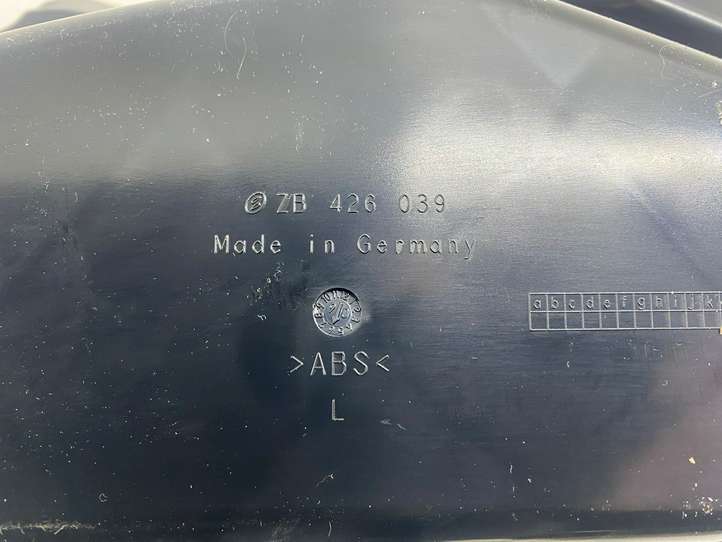 ZB 426 039
Made in Germany
a b c d e f g h i j k
>ABS<
L